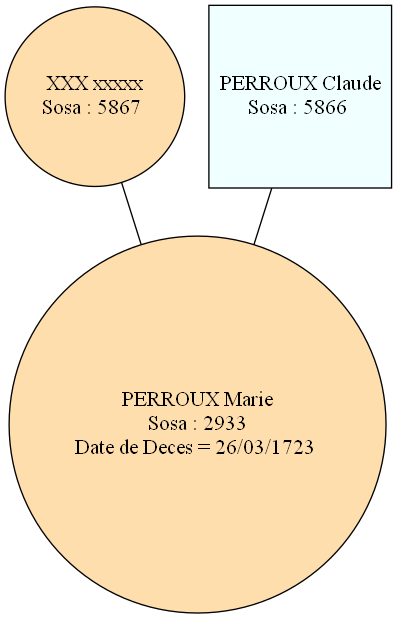 XXX xxxxx
Sosa : 5867
PERROUX Claude
Sosa : 5866
PERROUX Marie
Sosa : 2933
Date de Deces = 26/03/1723